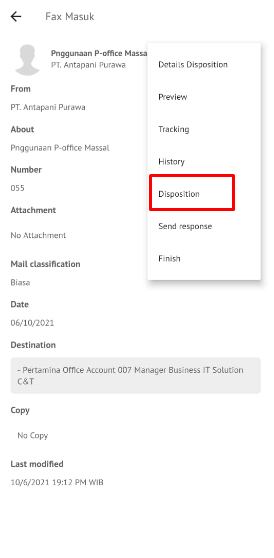 Fax Masuk
Pnggunaan P-office Massa
PT. Antapani Purawa
Details Disposition
Preview
Tracking
History
Disposition
Send response
Finish
From
PT. Antapani Purawa
About
Pnggunaan P-office Massal
Number
055
Attachment
No Attachment
Mail classification
Biasa
Date
06/10/2021
Destination
- Pertamina Office Account 007 Manager Business IT Solution
C&T
Copy
No Copy
Last modified
10/6/2021 19:12 PM WIB